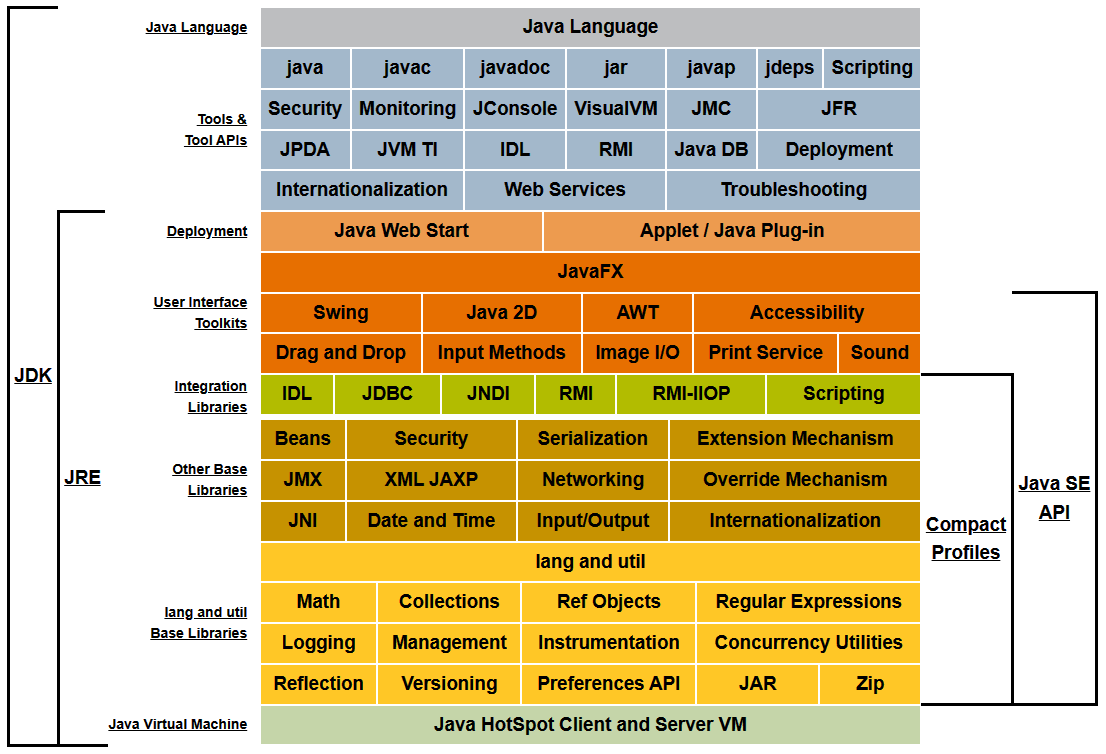 Java Language
Java Language
java javac javadoc jar javap jdeps Scripting
Security Monitoring JConsole VisualVM JMC JFR
Tools &
Tool APIs
JPDA JVM TI IDL RMI Java DB Deployment
Internationalization Web Services Troubleshooting
Deployment
Java Web Start Applet / Java Plug-in
JavaFX
User Interface
Toolkits
Swing Java 2D AWT Accessibility
Drag and Drop Input Methods Image I/O Print Service Sound
JDK
Integration
Libraries
IDL JDBC JNDI RMI RMI-IIOP Scripting
Beans Security Serialization Extension Mechanism
JRE
Other Base
Libraries
JMX XML JAXP Networking Override Mechanism
Java SE
API
JNI Date and Time Input/Output Internationalization
Compact
Profiles
lang and util
lang and util
Base Libraries
Math Collections Ref Objects Regular Expressions
Logging Management Instrumentation Concurrency Utilities
Reflection Versioning Preferences API JAR Zip
Java Virtual Machine
Java HotSpot Client and Server VM